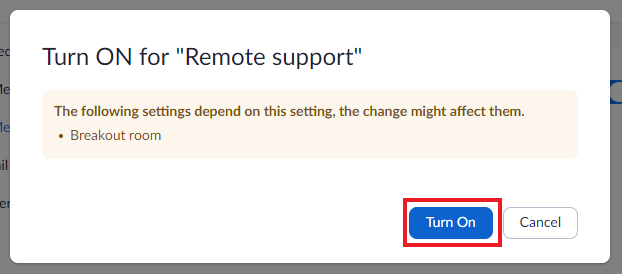 Turn ON for "Remote support"
The following settings depend on this setting, the change might affect them.
• Breakout room
Turn On
Cancel